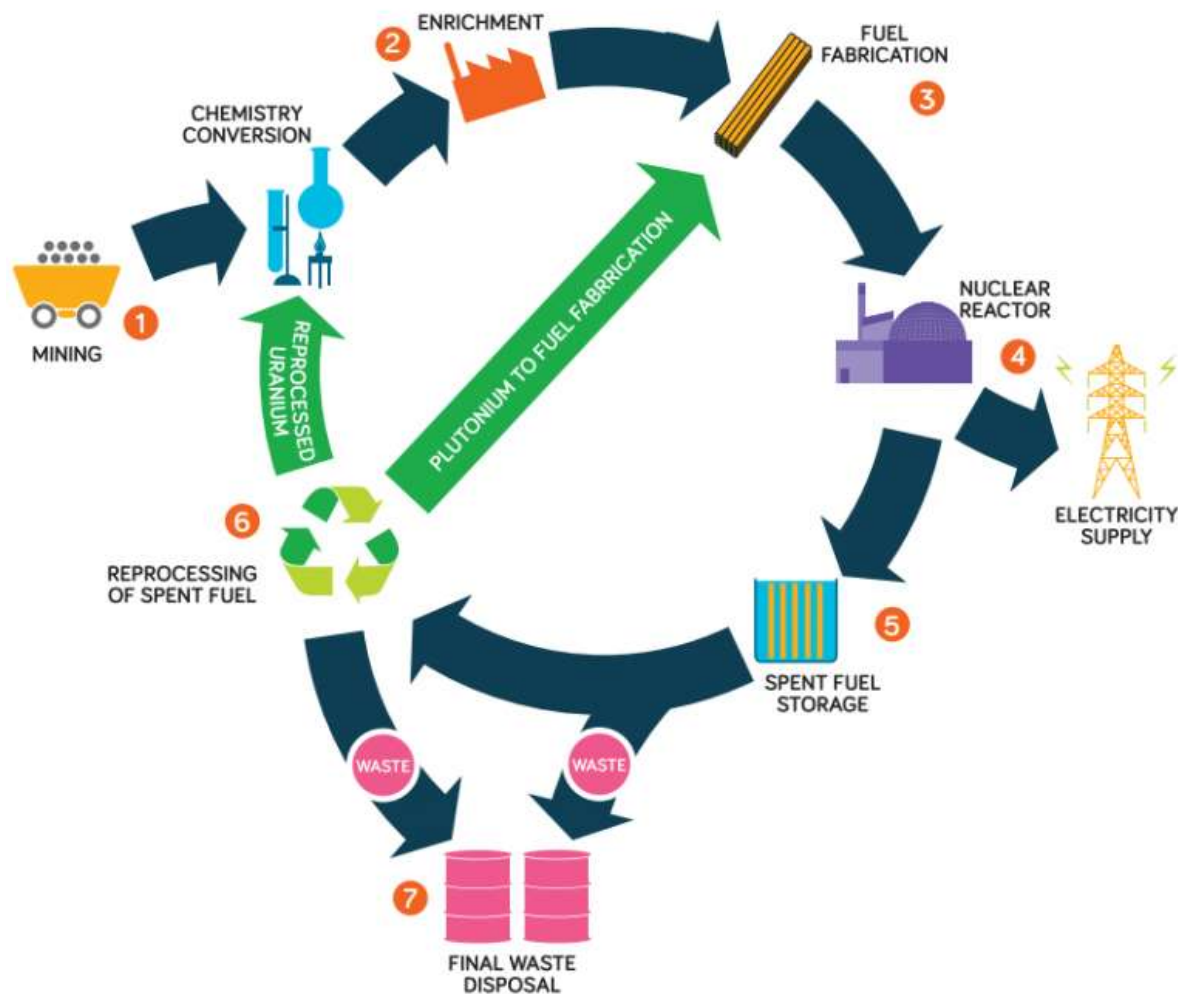 2
ENRICHMENT
FUEL
FABRICATION
3
CHEMISTRY
CONVERSION
MINING
1
REPROCESSED
URANIUM
PLUTONIUM TO FUEL FABRRICATION
NUCLEAR
REACTOR
4
ELECTRICITY
SUPPLY
6
REPROCESSING
OF SPENT FUEL
5
SPENT FUEL
STORAGE
WASTE
WASTE
7
FINAL WASTE
DISPOSAL